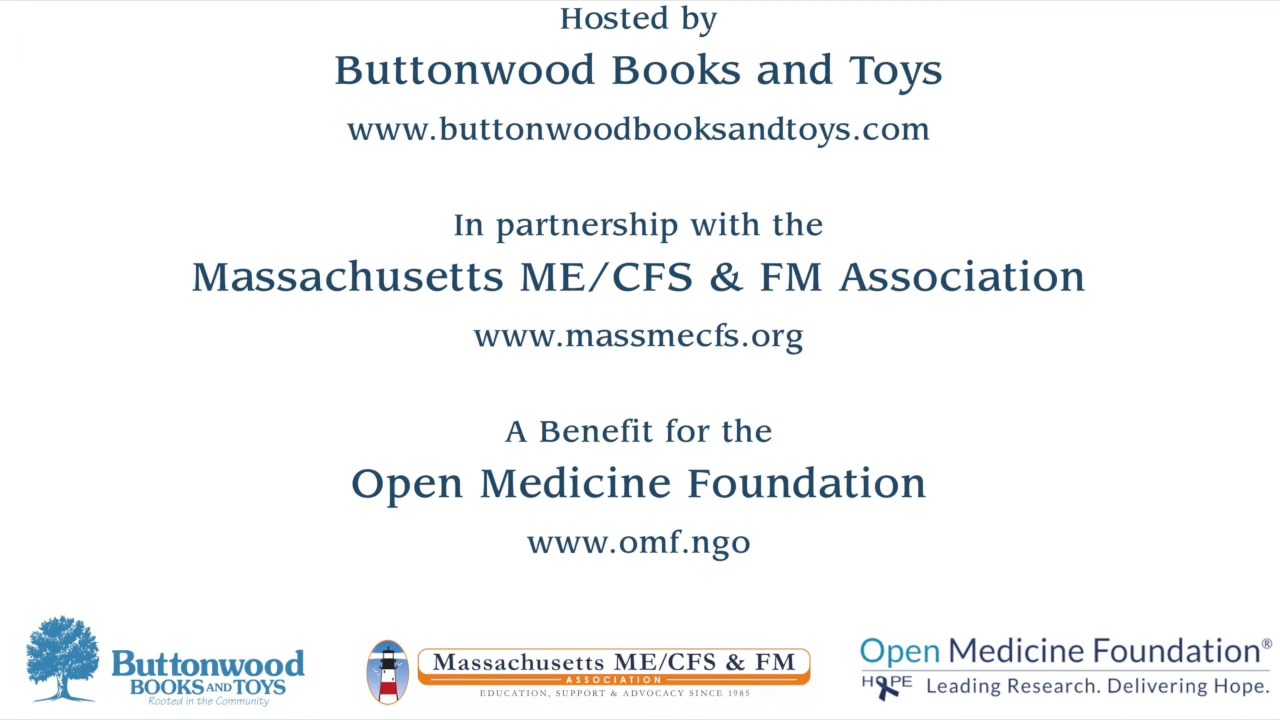 Hosted by
Buttonwood Books and Toys
www.buttonwoodbooksandtoys.com
In partnership with the
Massachusetts ME/CFS & FM Association
www.massmecfs.org
A Benefit for the
Open Medicine Foundation
www.omf.ngo
Buttonwood
BOOKS AND TOYS
Rooted in the Community
Massachusetts ME/CFS & FM
ASSOCIATION
EDUCATION, SUPPORT & ADVOCACY SINCE 1985
Open Medicine Foundation®
HOPE Leading Research. Delivering Hope.